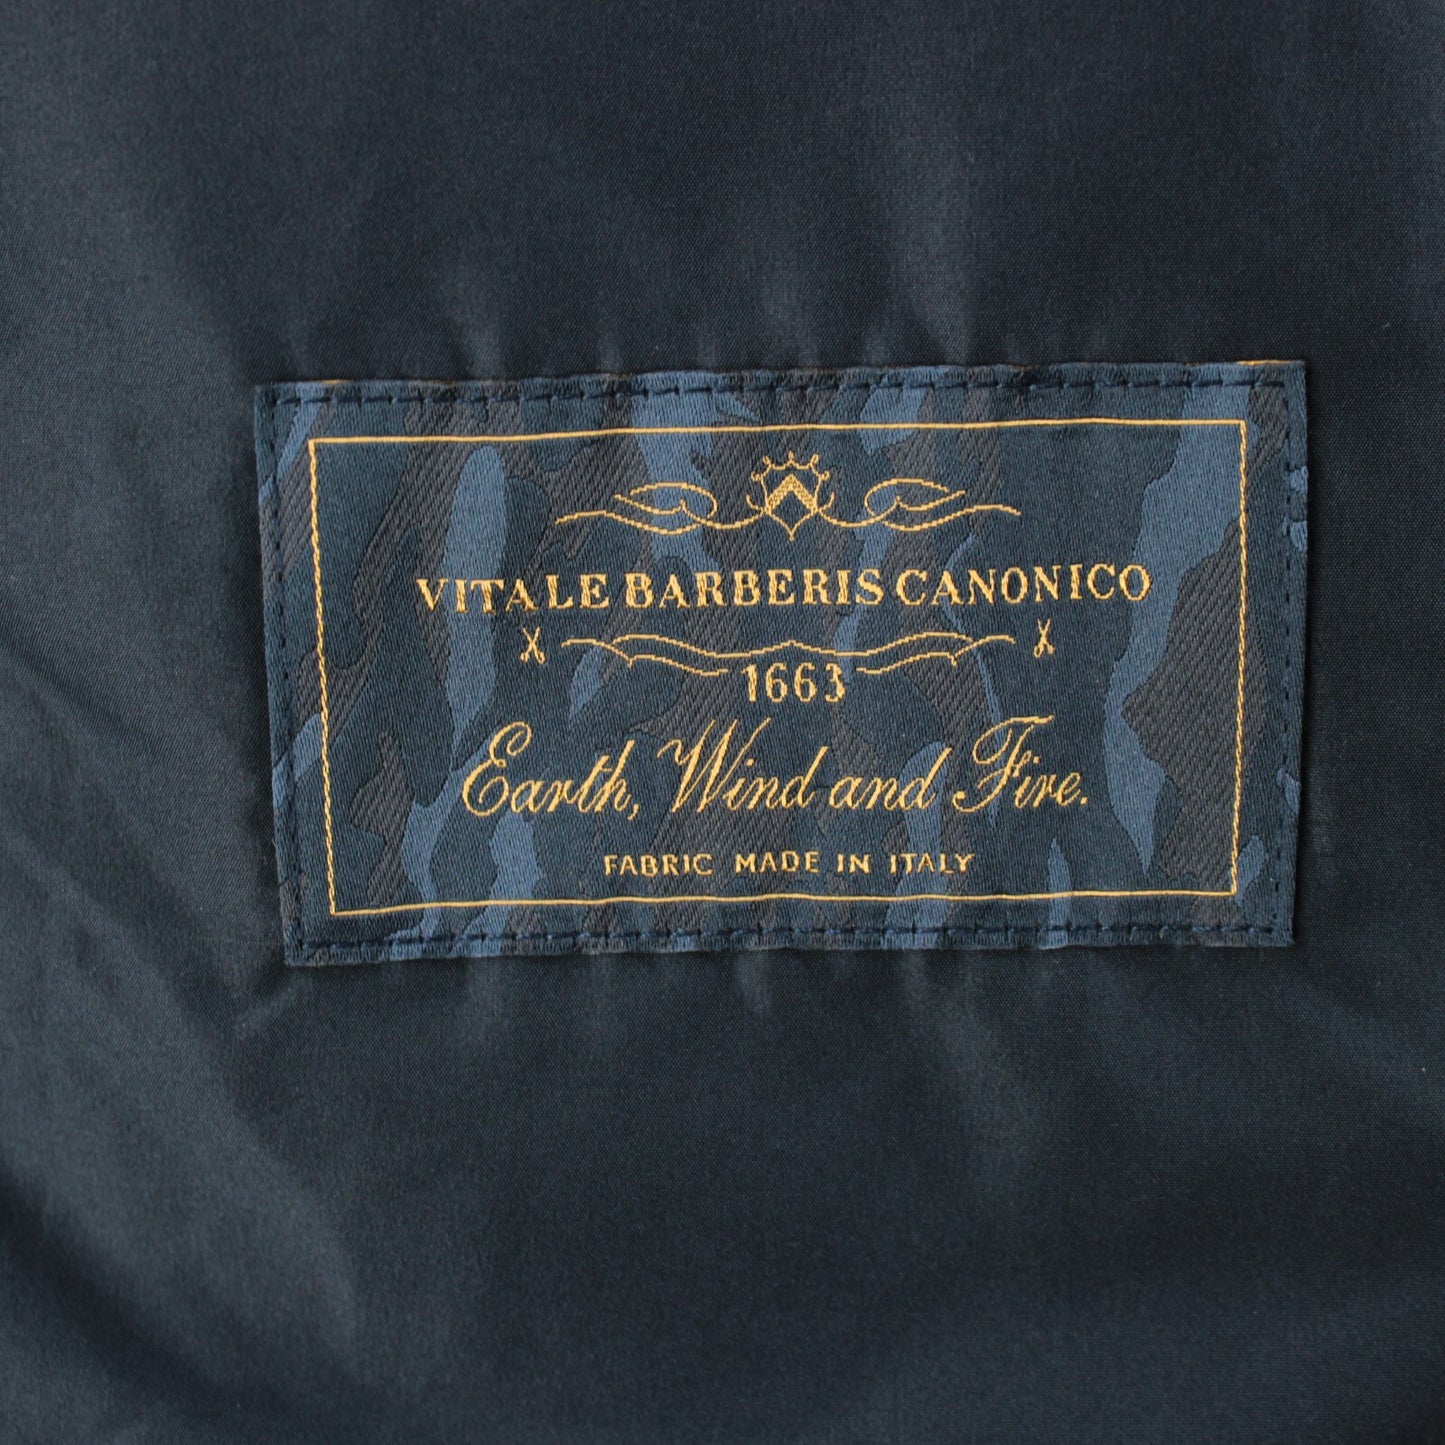 VITALE BARBERIS CANONICO
1663
Earth, Wind and Fire.
FABRIC MADE IN ITALY